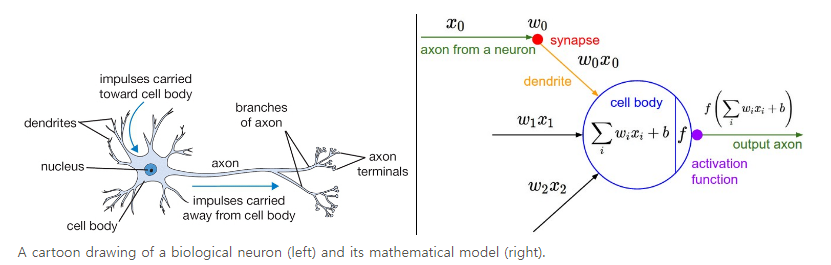 impulses carried
toward cell body
dendrites
nucleus
cell body
branches
of axon
axon
axon
terminals
impulses carried
away from cell body
x₀
w₀
axon from a neuron
synapse
w₀x₀
dendrite
cell body
w₁x₁
∑ᵢ wᵢxᵢ + b
f
f(∑ᵢ wᵢxᵢ + b)
output axon
activation
function
w₂x₂
A cartoon drawing of a biological neuron (left) and its mathematical model (right).